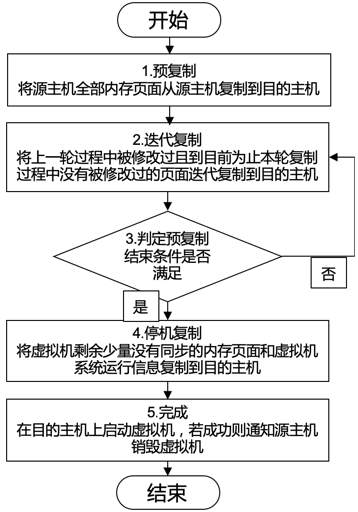 开始
1.预复制
将源主机全部内存页面从源主机复制到目的主机
2.迭代复制
将上一轮过程中被修改过且到目前为止本轮复制
过程中没有被修改过的页面迭代复制到目的主机
3.判定预复制
结束条件是否
满足
否
是
4.停机复制
将虚拟机剩余少量没有同步的内存页面和虚拟机
系统运行信息复制到目的主机
5.完成
在目的主机上启动虚拟机，若成功则通知源主机
销毁虚拟机
结束